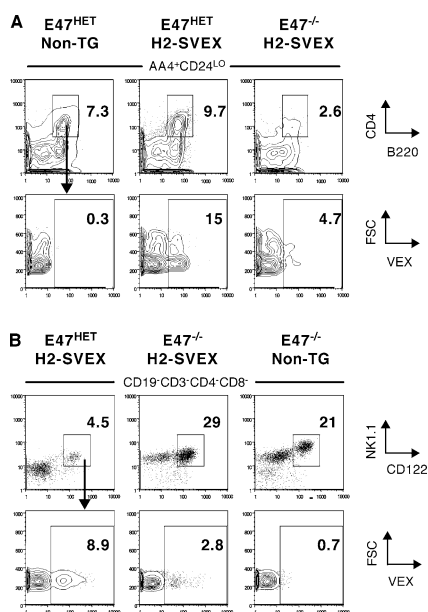 A
E47HET Non-TG
E47HET H2-SVEX
E47-/- H2-SVEX
AA4+CD24LO
7.3
9.7
2.6
CD4
B220
0.3
15
4.7
FSC
VEX
B
E47HET H2-SVEX
E47-/- H2-SVEX
E47-/- Non-TG
CD19-CD3-CD4-CD8-
4.5
29
21
NK1.1
CD122
8.9
2.8
0.7
FSC
VEX